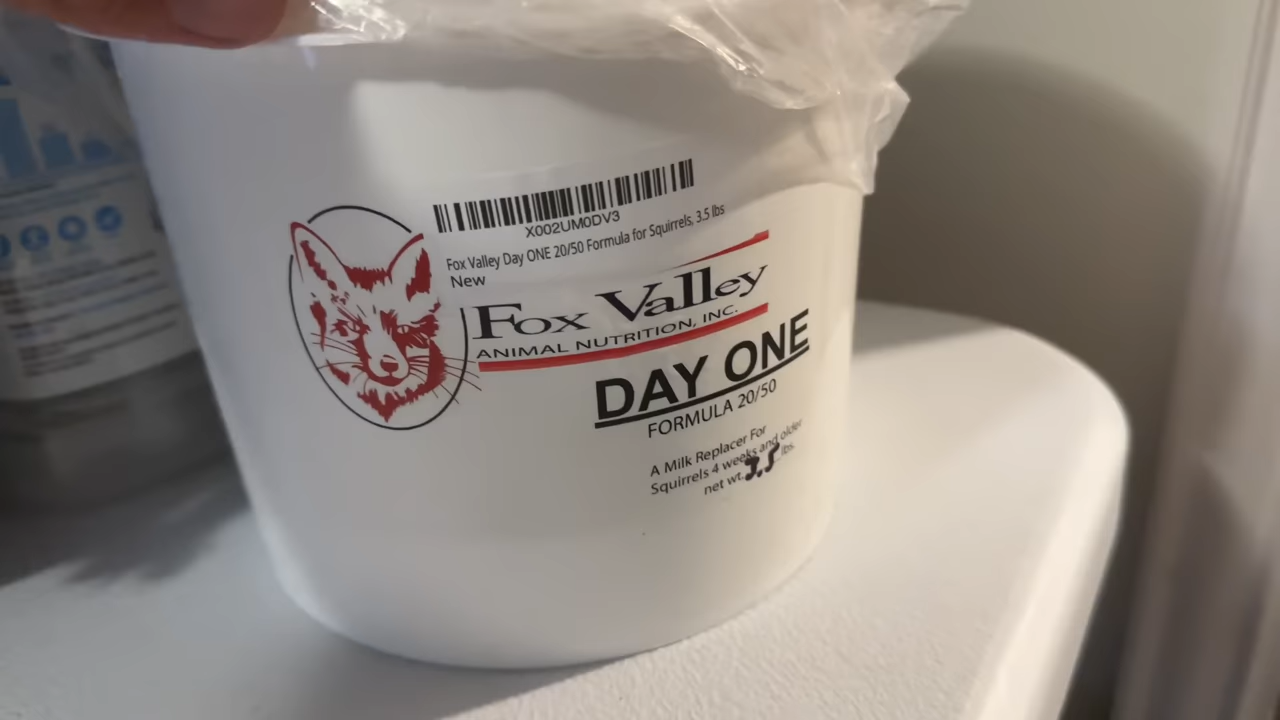 X002UM0DV3
Fox Valley Day ONE 20/50 Formula for Squirrels, 3.5 lbs
New
Fox Valley
ANIMAL NUTRITION, INC.
DAY ONE
FORMULA 20/50
A Milk Replacer For
Squirrels 4 weeks and older
net wt. 3.5 lbs.